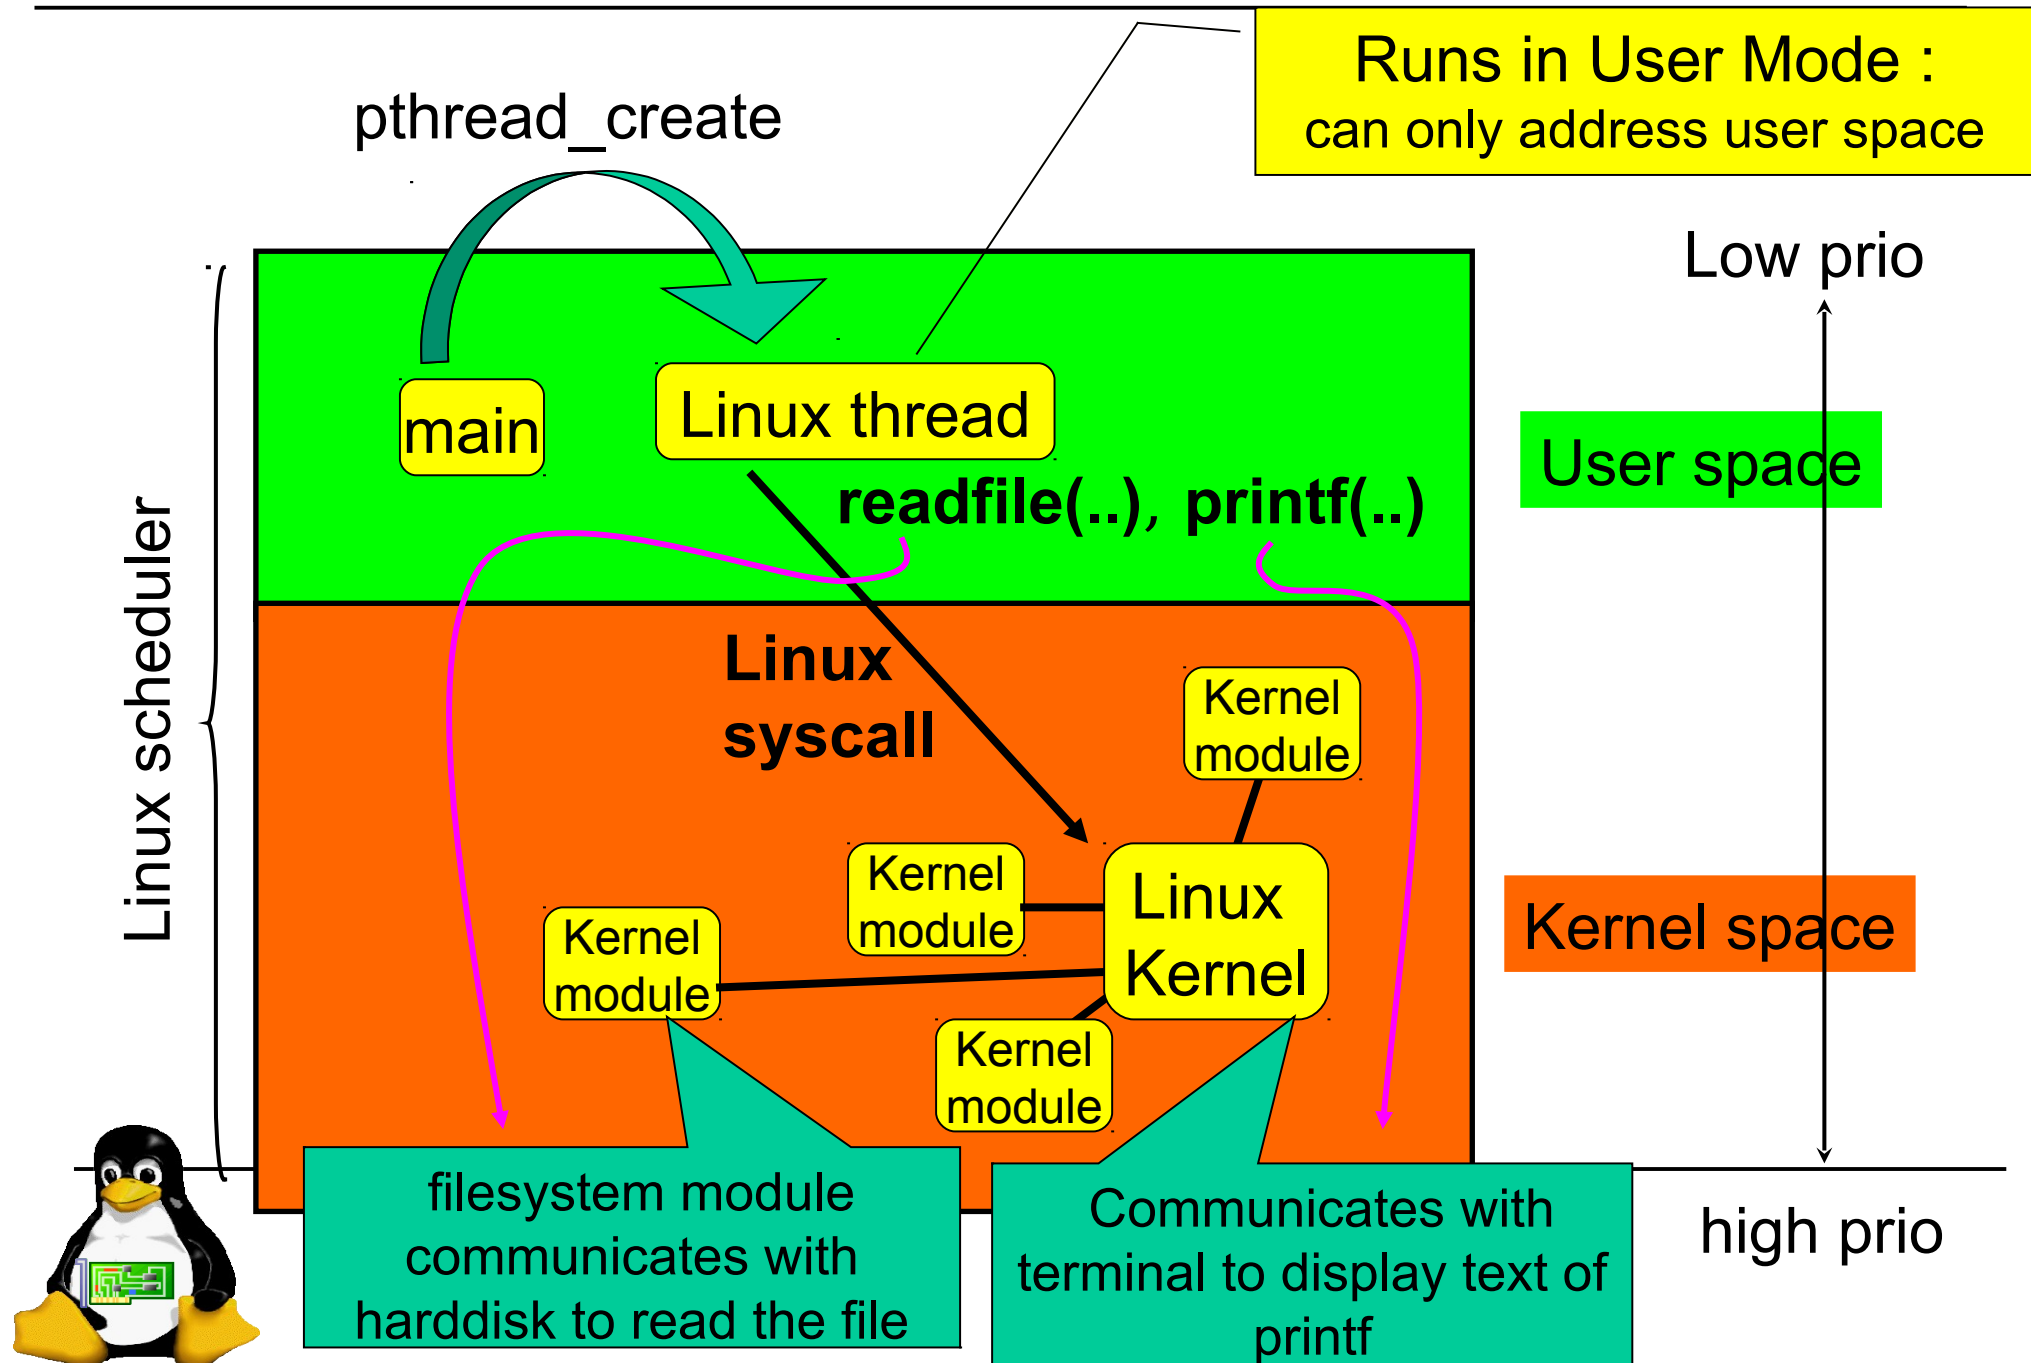 Runs in User Mode :
can only address user space
pthread_create
Low prio
main
Linux thread
User space
readfile(..), printf(..)
Linux scheduler
Linux
syscall
Kernel
module
Kernel
module
Linux
Kernel
Kernel space
Kernel
module
Kernel
module
filesystem module
communicates with
harddisk to read the file
Communicates with
terminal to display text of
printf
high prio